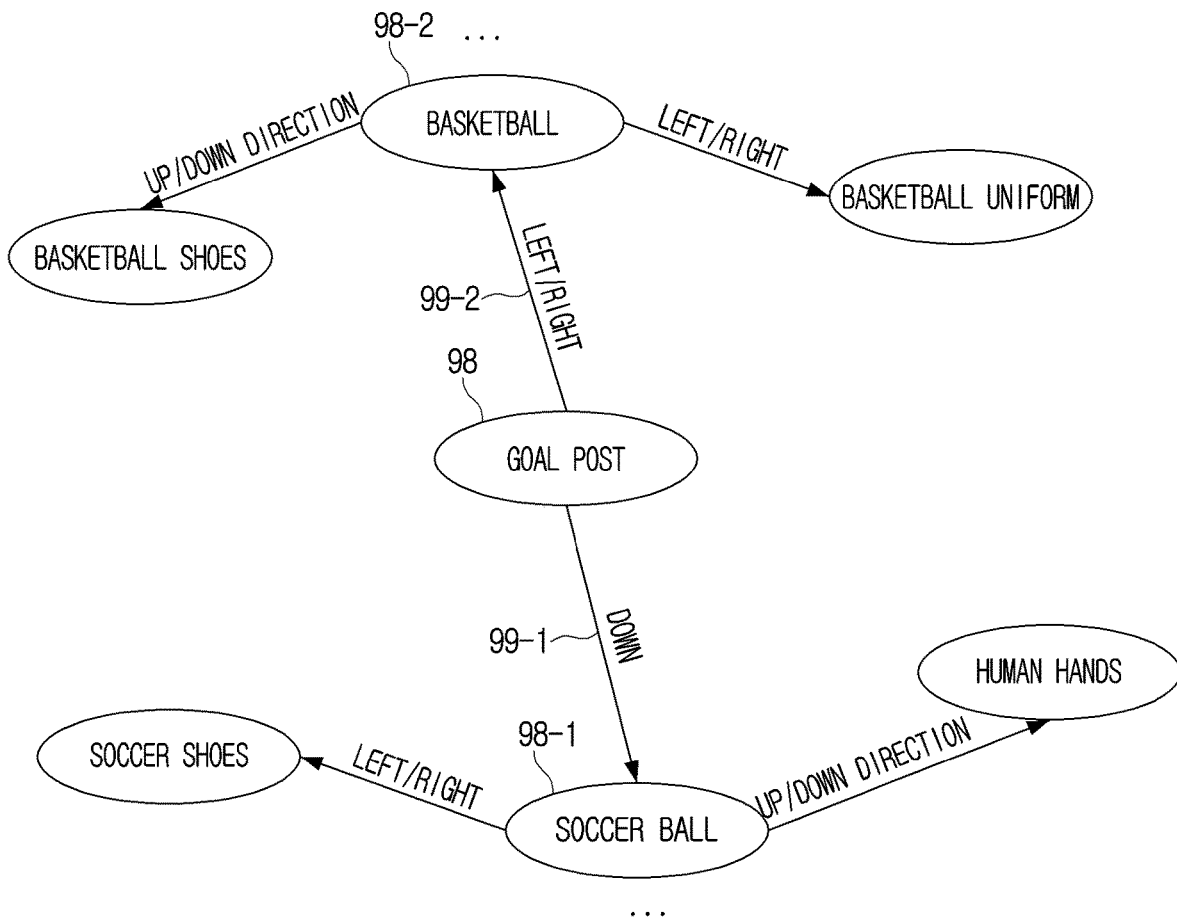 98-2 ...
BASKETBALL
UP/DOWN DIRECTION
LEFT/RIGHT
BASKETBALL UNIFORM
BASKETBALL SHOES
LEFT/RIGHT
99-2
98
GOAL POST
99-1
DOWN
HUMAN HANDS
98-1
SOCCER SHOES
LEFT/RIGHT
UP/DOWN DIRECTION
SOCCER BALL
...